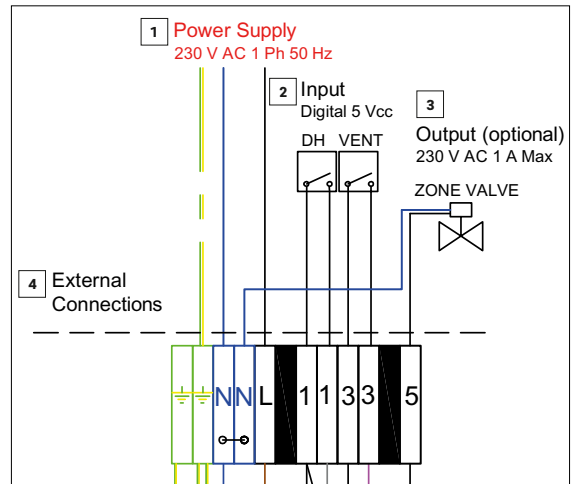 1 Power Supply
230 V AC 1 Ph 50 Hz
2 Input
Digital 5 Vcc
DH VENT
3
Output (optional)
230 V AC 1 A Max
ZONE VALVE
4 External
Connections
N N L 1 1 3 3 5